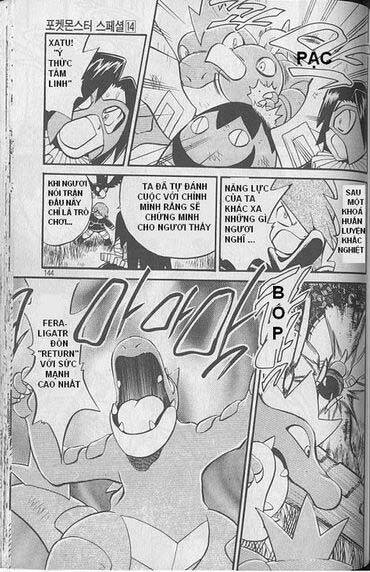 포켓몬스터 스페셜 14
XATU!
"Ý
THỨC
TÂM
LINH"
PẠC
SAU
MỘT
KHOÁ
HUẤN
LUYỆN
KHẮC
NGHIỆT
NĂNG LỰC
CỦA TA
KHÁC XA
NHỮNG GÌ
NGƯƠI
NGHĨ ...
TA ĐÃ TỰ ĐÁNH
CUỘC VỚI CHÍNH
MÌNH RẰNG SẼ
CHỨNG MINH
CHO NGƯƠI THẤY
KHI NGƯƠI
NÓI TRẬN
ĐẤU NÀY
CHỈ LÀ TRÒ
CHƠI...
144
BÓP
FERA-
LIGATR
ĐÒN
"RETURN"
VỚI SỨC
MẠNH
CAO NHẤT